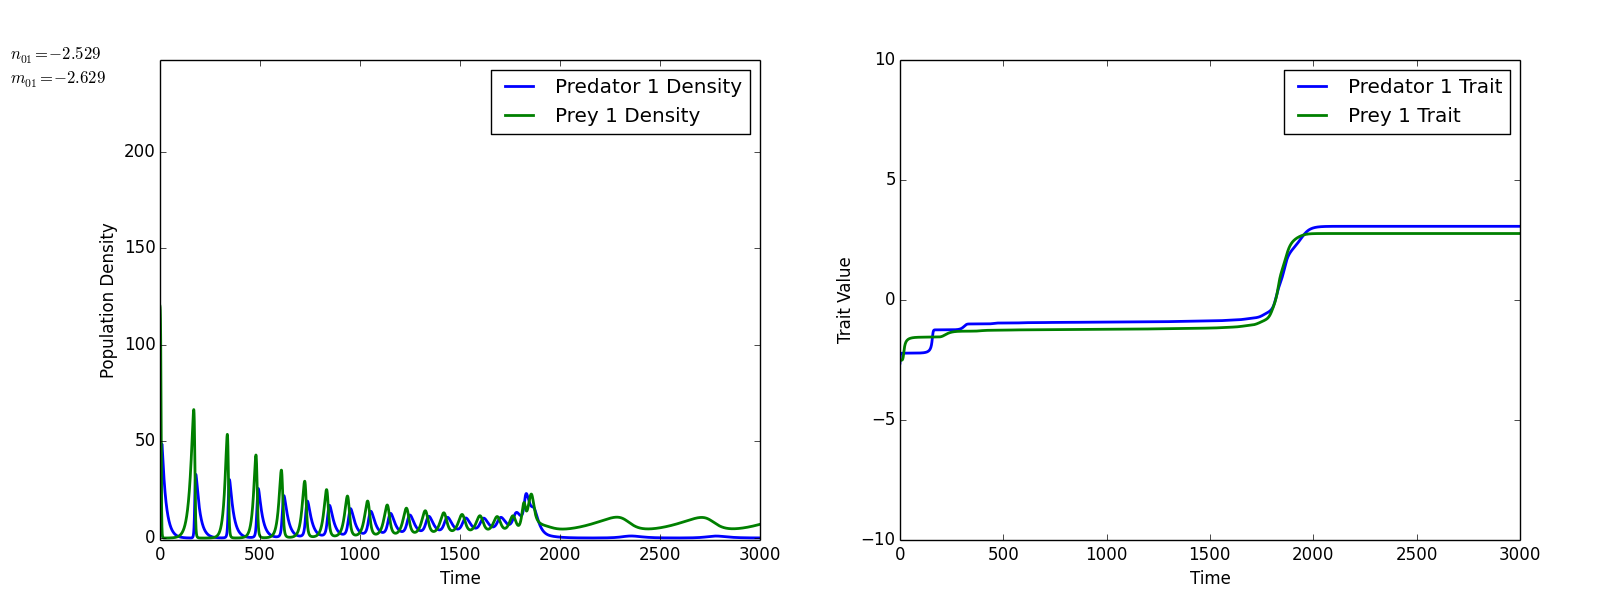 n01 = −2.529
m01 = −2.629
Predator 1 Density
Prey 1 Density
200
150
100
50
0
Population Density
0 500 1000 1500 2000 2500 3000
Time
Predator 1 Trait
Prey 1 Trait
10
5
0
−5
−10
Trait Value
0 500 1000 1500 2000 2500 3000
Time